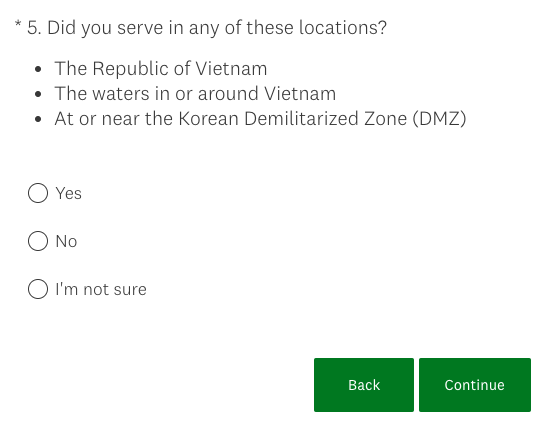 * 5. Did you serve in any of these locations?
• The Republic of Vietnam
• The waters in or around Vietnam
• At or near the Korean Demilitarized Zone (DMZ)
Yes
No
I'm not sure
Back Continue